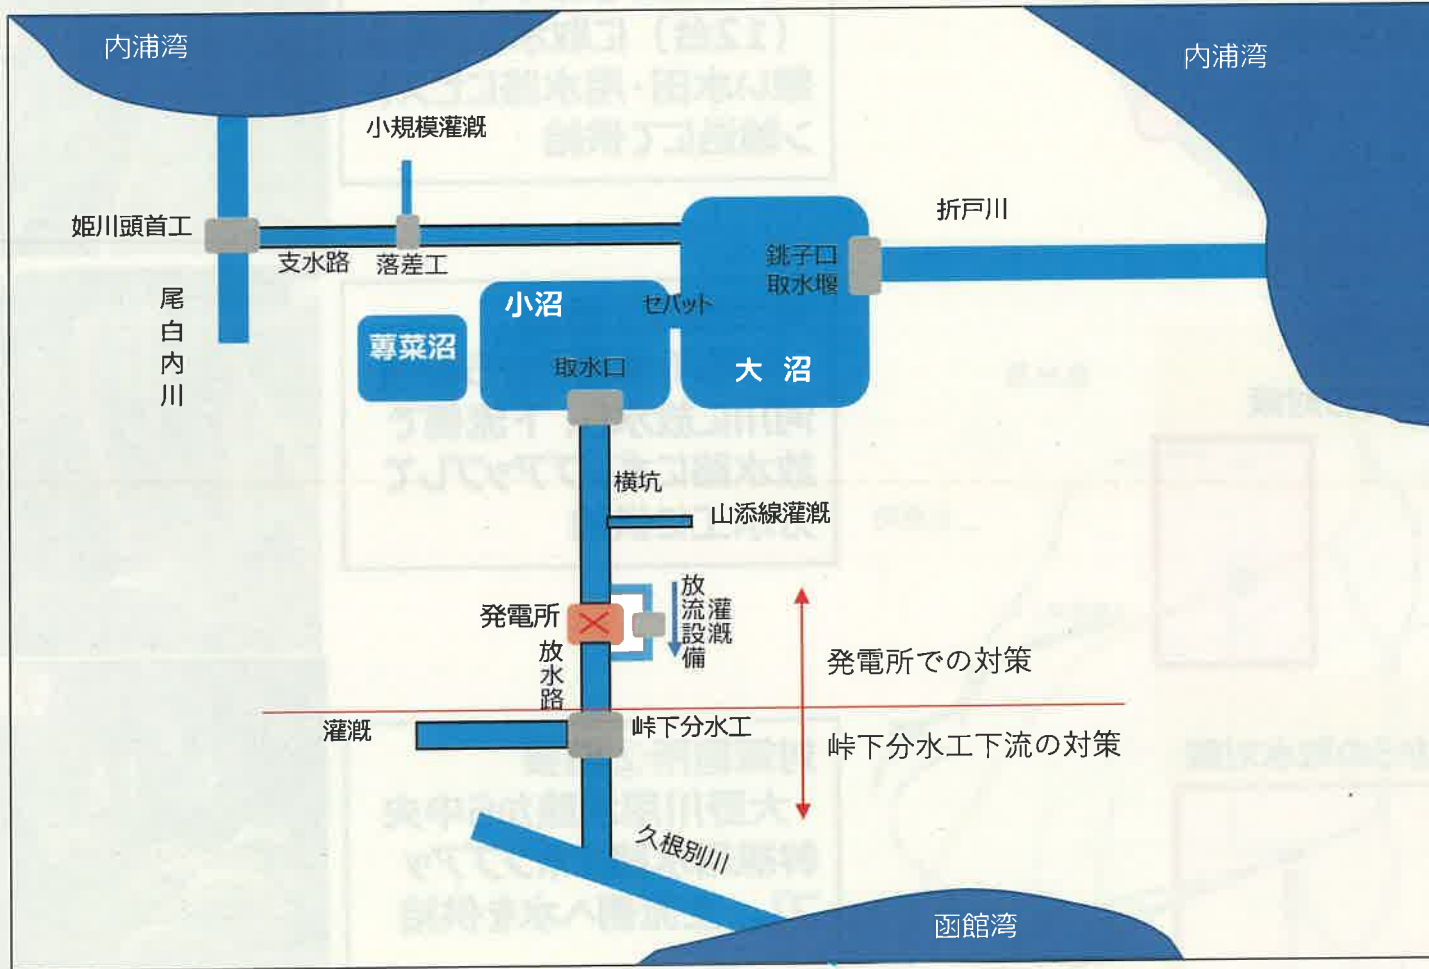 内浦湾
内浦湾
小規模灌漑
姫川頭首工
支水路
落差工
折戸川
銚子口
取水堰
尾白内川
小沼
セバット
蓴菜沼
取水口
大 沼
横坑
山添線灌漑
発電所
放流設備
灌漑
放水路
発電所での対策
灌漑
峠下分水工
峠下分水工下流の対策
久根別川
函館湾